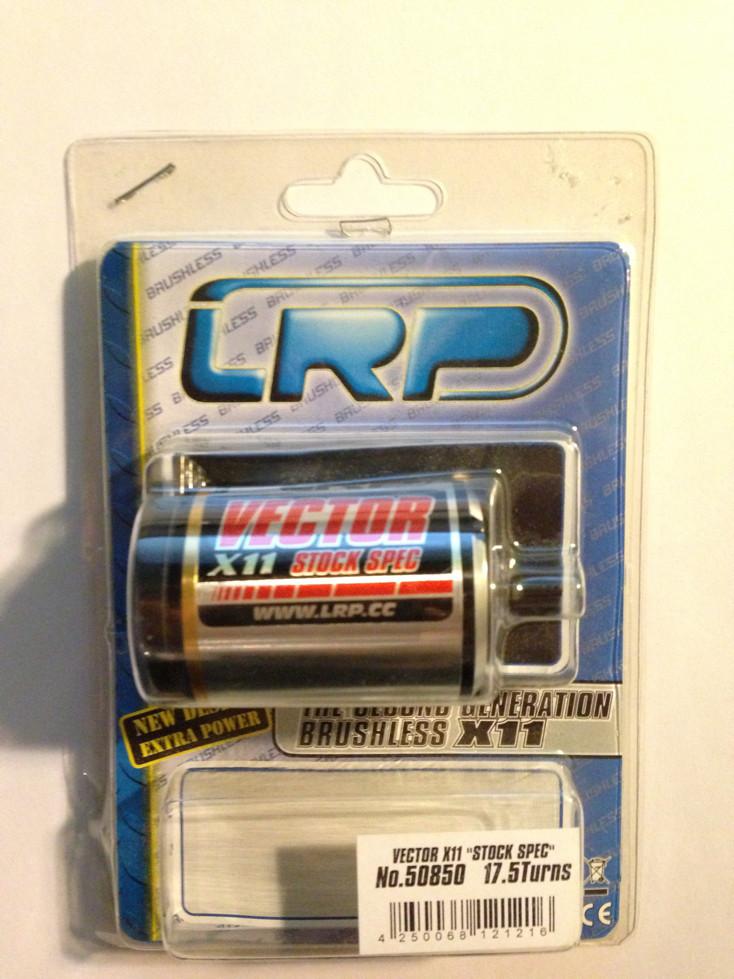 LRP
VECTOR
X11 STOCK SPEC
WWW.LRP.CC
THE SECOND GENERATION
BRUSHLESS X11
NEW
EXTRA POWER
VECTOR X11 "STOCK SPEC"
No.50850 17.5Turns
4 250068 121216
CE
BRUSHLESS